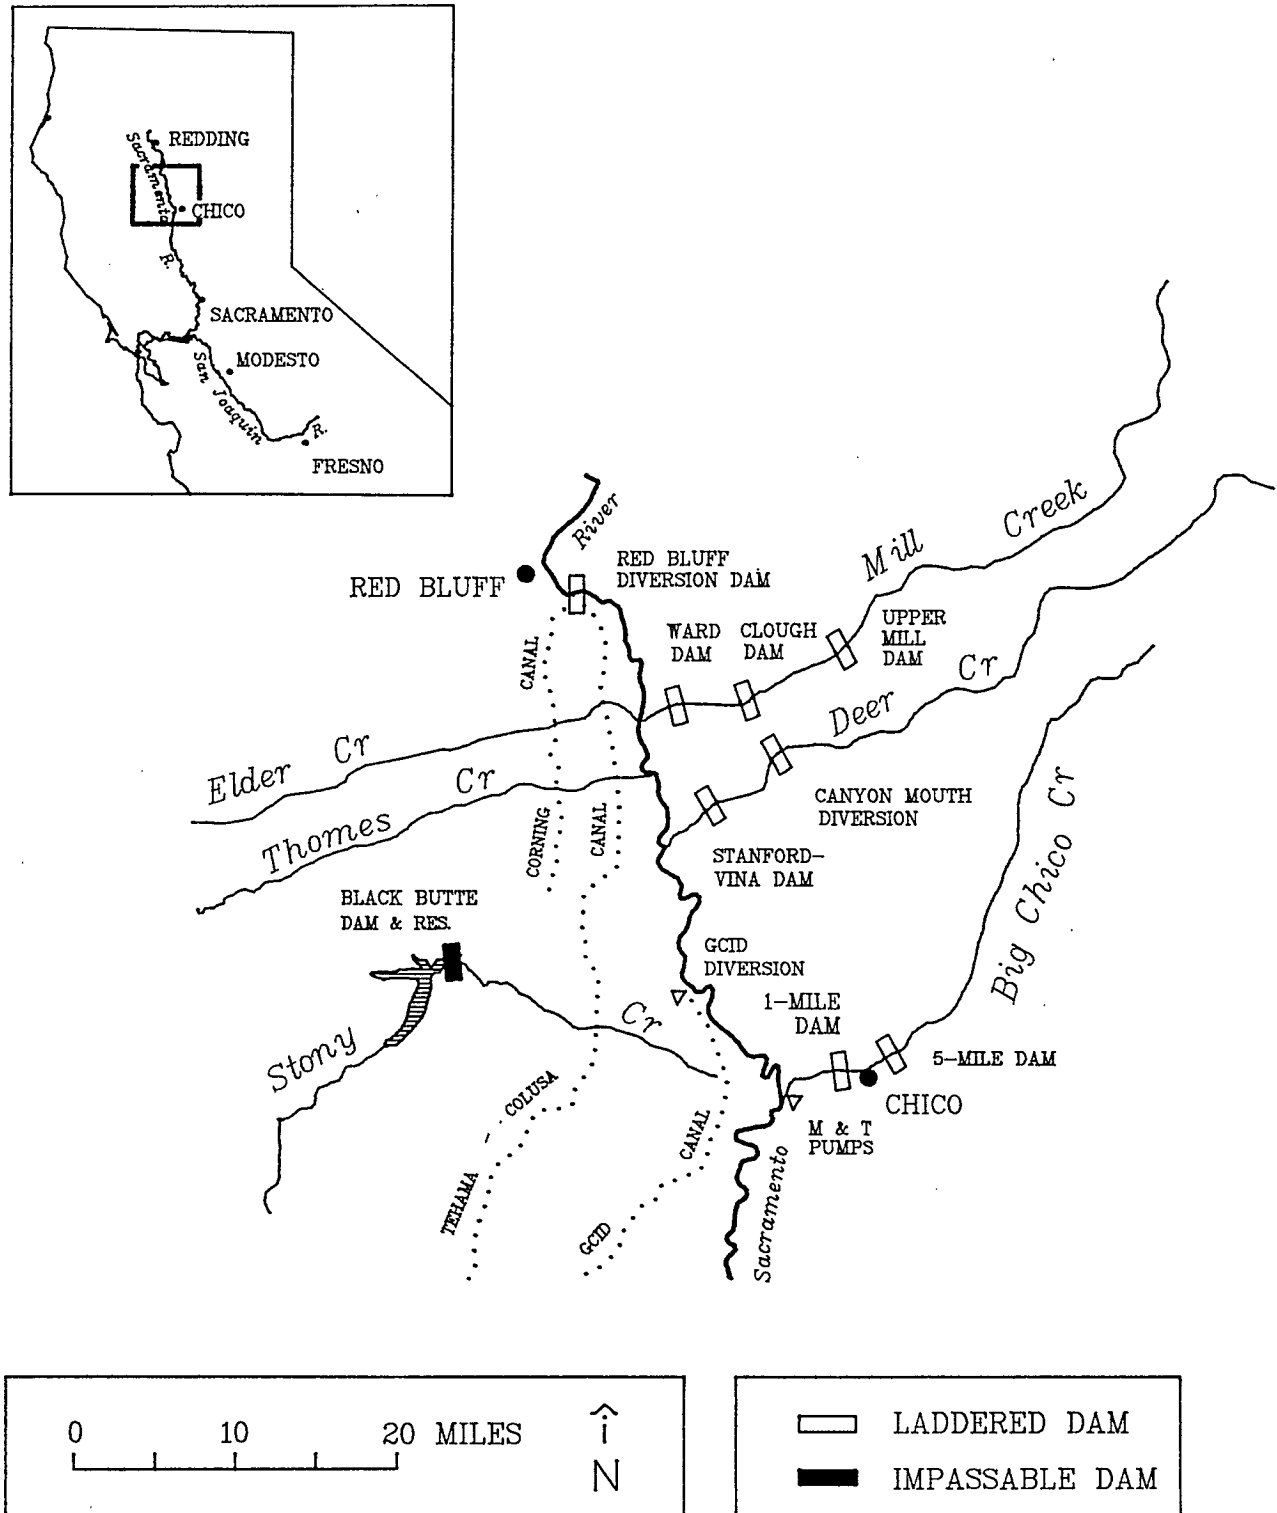 REDDING
Sacramento
CHICO
R.
SACRAMENTO
MODESTO
San Joaquin
R.
FRESNO
River
RED BLUFF
DIVERSION DAM
RED BLUFF
Mill Creek
WARD
DAM
CLOUGH
DAM
UPPER
MILL
DAM
CANAL
Deer Cr
Elder Cr
Thomes Cr
CANYON MOUTH
DIVERSION
CORNING
CANAL
STANFORD-
VINA DAM
Big Chico Cr
BLACK BUTTE
DAM & RES.
GCID
DIVERSION
1-MILE
DAM
Stony Cr
5-MILE DAM
CHICO
COLUSA
CANAL
M & T
PUMPS
TEHAMA
GCID
Sacramento
0 10 20 MILES
N
LADDERED DAM
IMPASSABLE DAM